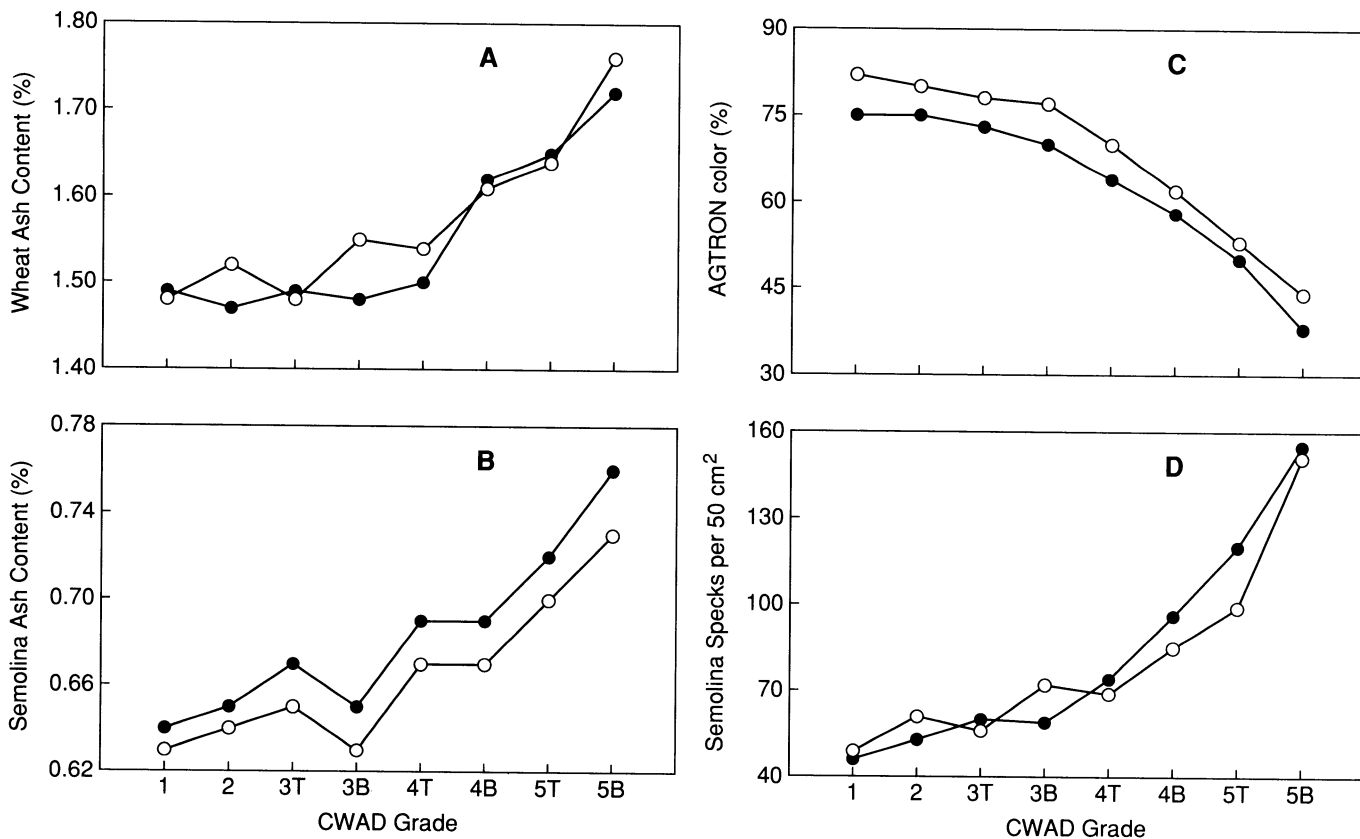 A
Wheat Ash Content (%)
1.80
1.70
1.60
1.50
1.40
B
Semolina Ash Content (%)
0.78
0.74
0.70
0.66
0.62
1 2 3T 3B 4T 4B 5T 5B
CWAD Grade
C
AGTRON color (%)
90
75
60
45
30
D
Semolina Specks per 50 cm²
160
130
100
70
40
1 2 3T 3B 4T 4B 5T 5B
CWAD Grade